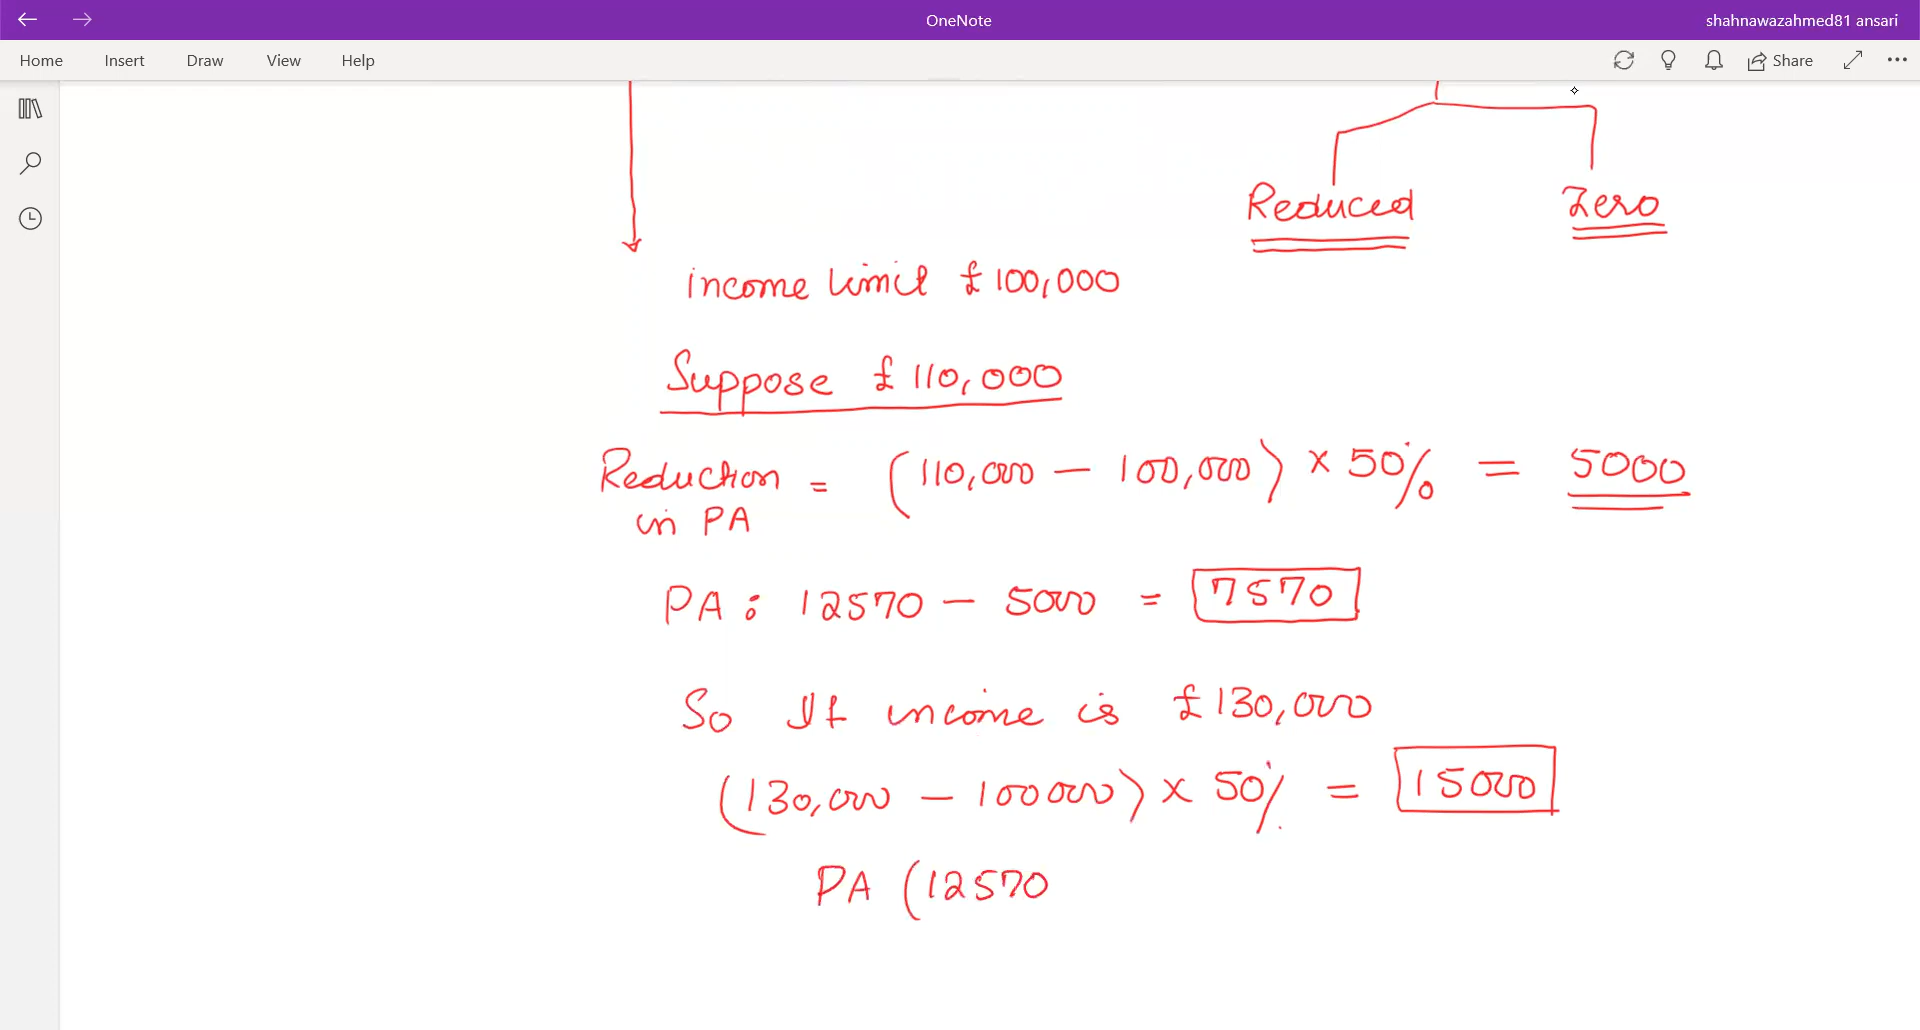 OneNote
shahnawazahmed81 ansari
Home Insert Draw View Help Share
Reduced Zero
income limit £100,000
Suppose £110,000
Reduction = (110,000 - 100,000) × 50% = 5000
in PA
PA : 12570 - 5000 = 7570
So If income is £130,000
(130,000 - 100000) × 50% = 15000
PA (12570